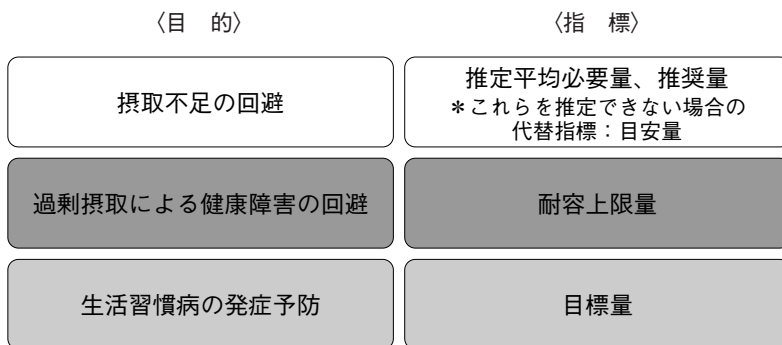 〈目　的〉
〈指　標〉
摂取不足の回避
推定平均必要量、推奨量
＊これらを推定できない場合の
代替指標：目安量
過剰摂取による健康障害の回避
耐容上限量
生活習慣病の発症予防
目標量